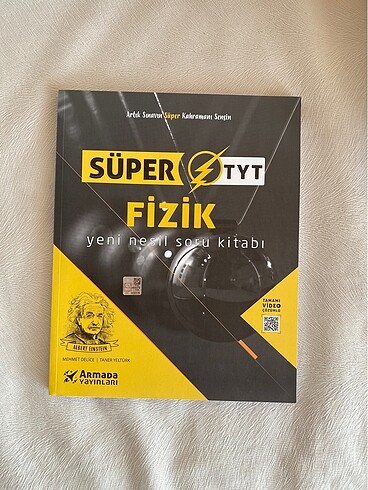 Artık Sınavın Süper Kahramanı Sensin
SÜPER TYT
FİZİK
yeni nesil soru kitabı
TAMAMI
VİDEO
ÇÖZÜMLÜ
ALBERT EINSTEIN
MEHMET DELİCE | TANER YELTÜRK
ARMADA
YAYINLARI